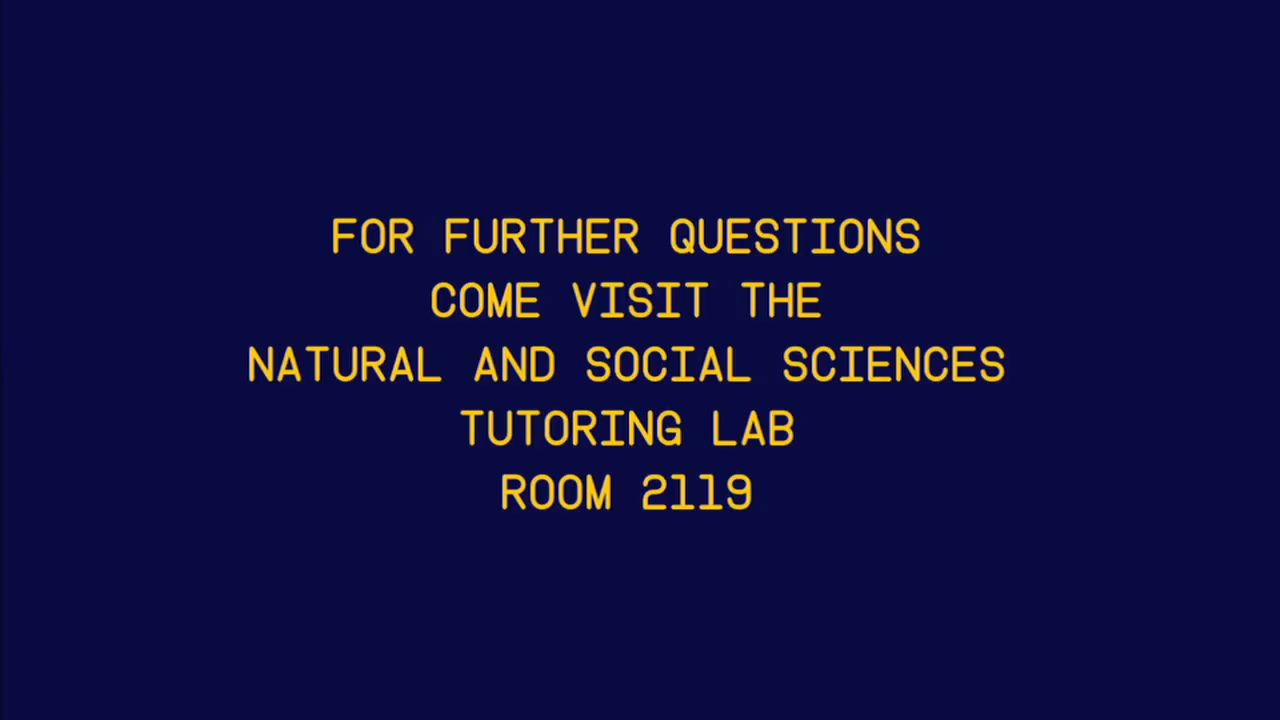 FOR FURTHER QUESTIONS
COME VISIT THE
NATURAL AND SOCIAL SCIENCES
TUTORING LAB
ROOM 2119